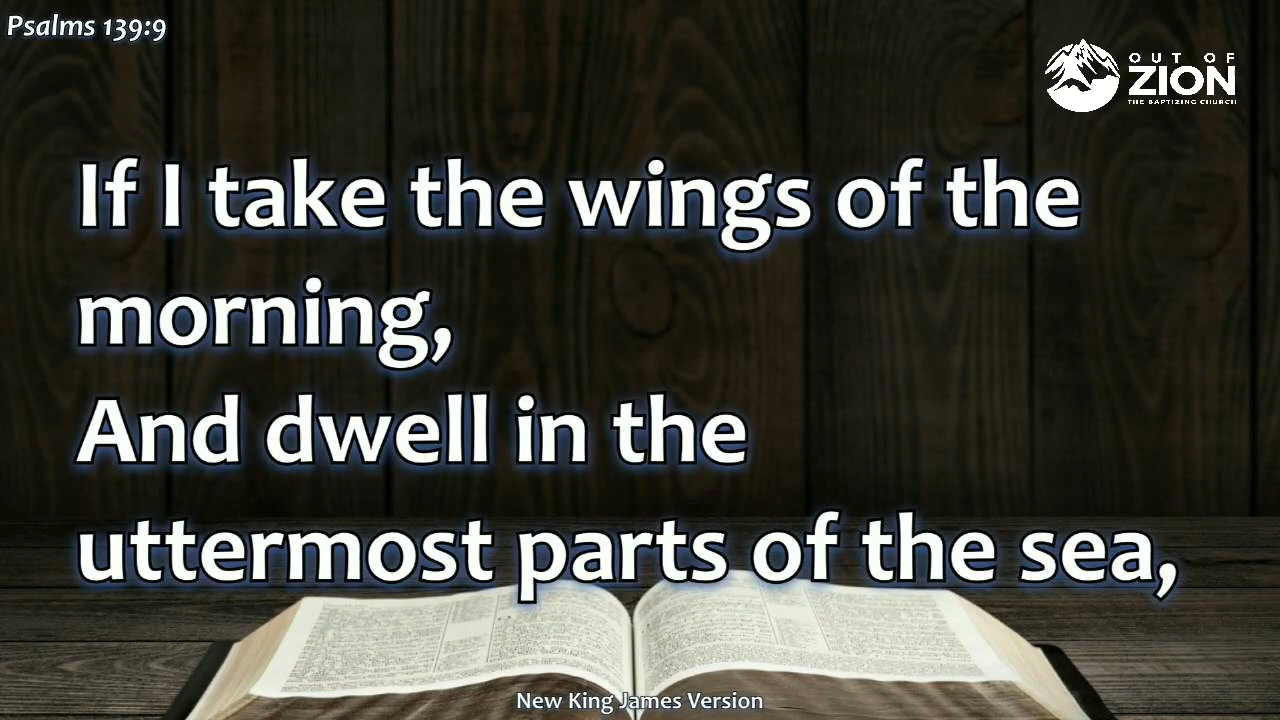 Psalms 139:9
OUT OF
ZION
THE BAPTIZING CHURCH
If I take the wings of the
morning,
And dwell in the
uttermost parts of the sea,
New King James Version